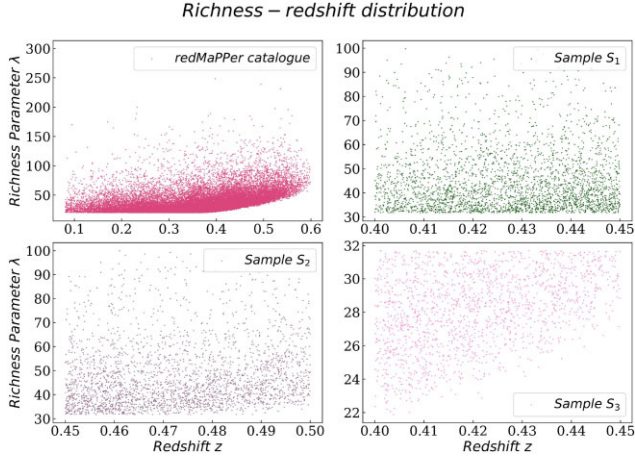 Richness – redshift distribution
Richness Parameter λ
300
250
200
150
100
50
redMaPPer catalogue
0.1 0.2 0.3 0.4 0.5 0.6
100
90
80
70
60
50
40
30
Sample S₁
0.40 0.41 0.42 0.43 0.44 0.45
Richness Parameter λ
100
90
80
70
60
50
40
30
Sample S₂
0.45 0.46 0.47 0.48 0.49 0.50
Redshift z
32
30
28
26
24
22
Sample S₃
0.40 0.41 0.42 0.43 0.44 0.45
Redshift z